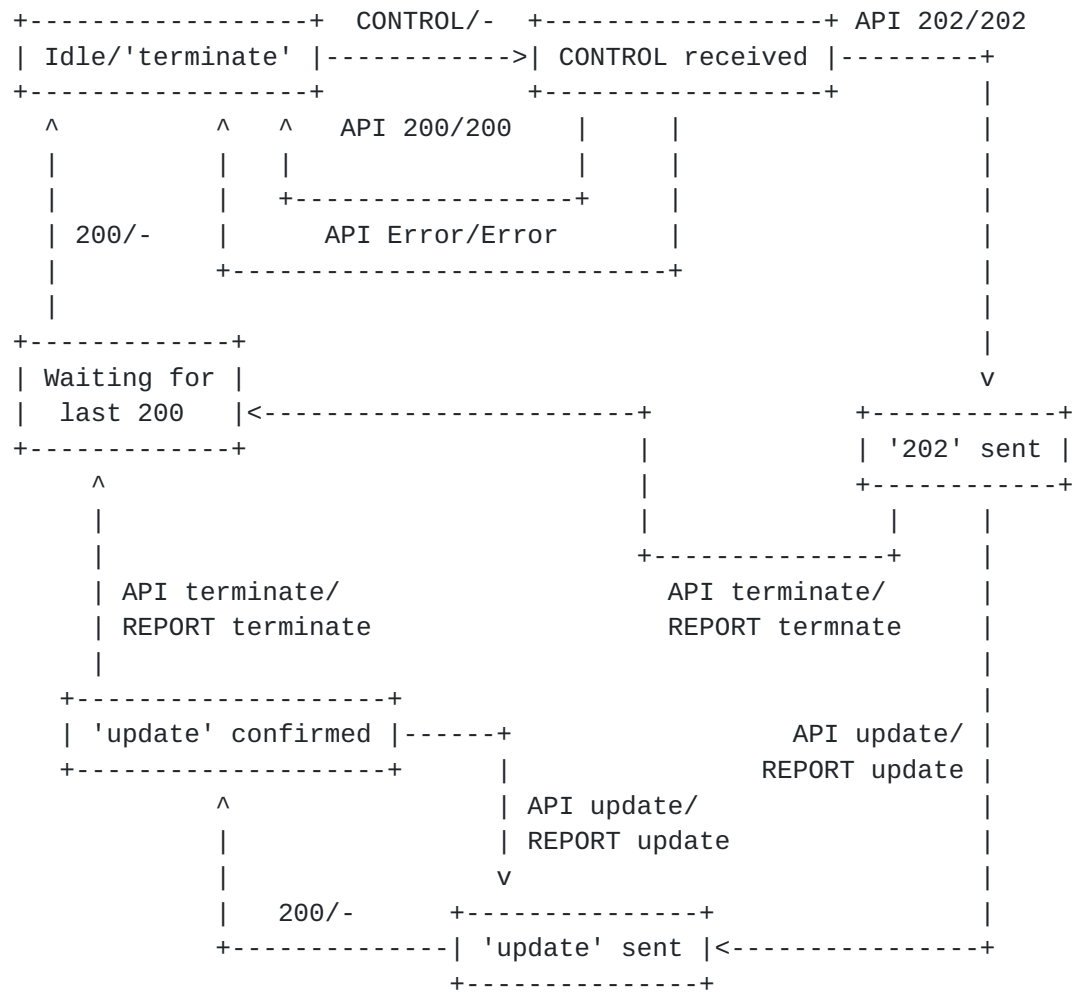 CONTROL/- API 202/202
Idle/'terminate' CONTROL received
API 200/200
200/- API Error/Error
Waiting for
last 200
'202' sent
API terminate/ API terminate/
REPORT terminate REPORT termnate
'update' confirmed API update/
REPORT update
API update/
REPORT update
200/-
'update' sent